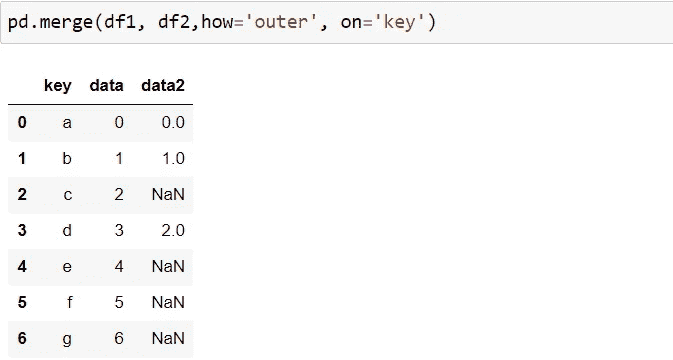 pd.merge(df1, df2,how='outer', on='key')
key data data2
0 a 0 0.0
1 b 1 1.0
2 c 2 NaN
3 d 3 2.0
4 e 4 NaN
5 f 5 NaN
6 g 6 NaN